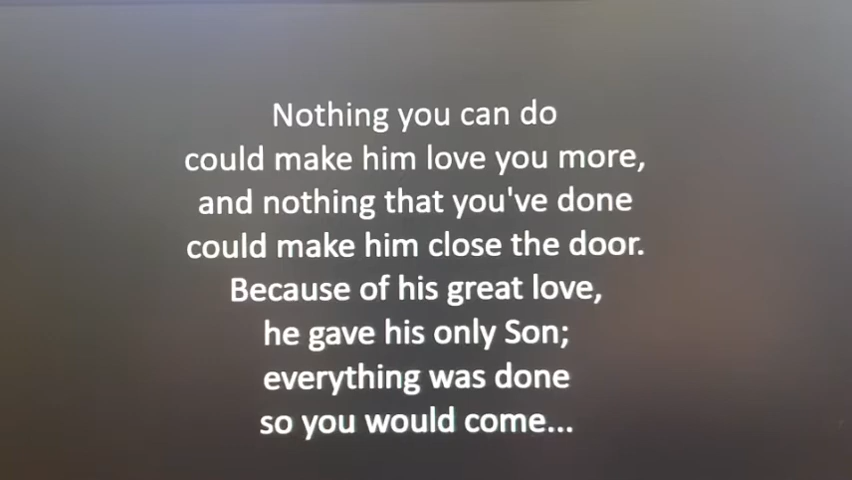 Nothing you can do
could make him love you more,
and nothing that you've done
could make him close the door.
Because of his great love,
he gave his only Son;
everything was done
so you would come...